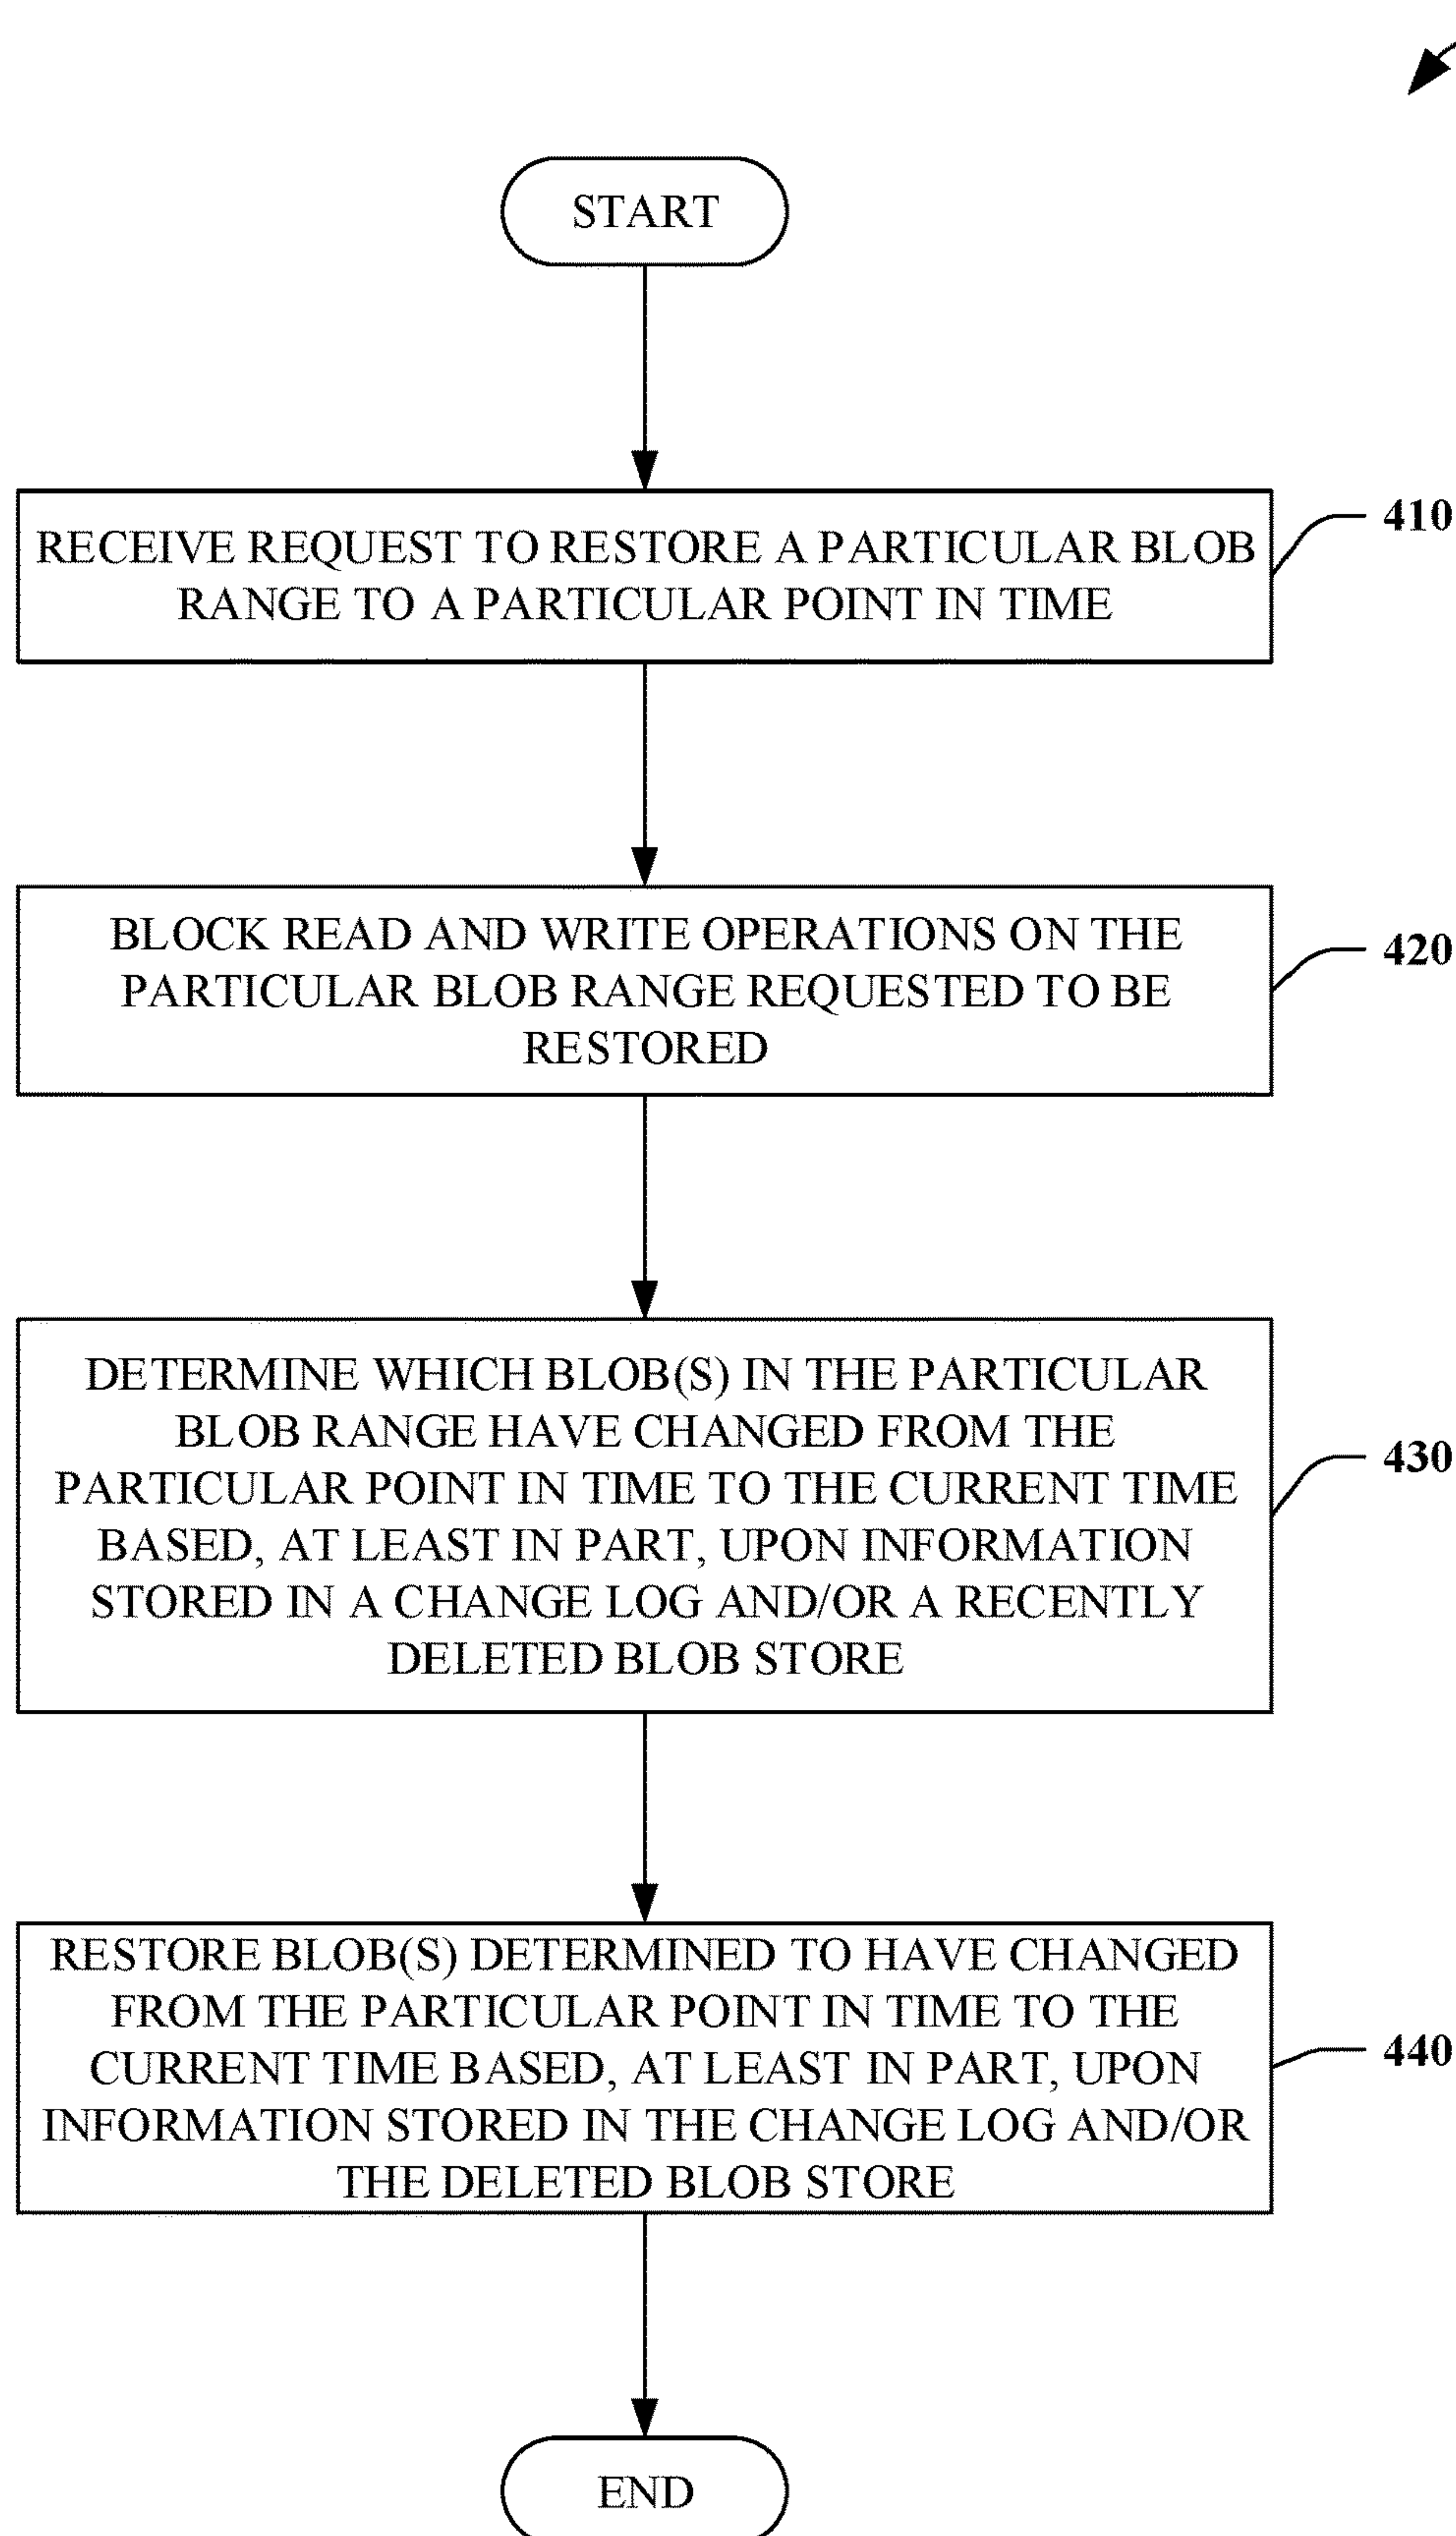 START
RECEIVE REQUEST TO RESTORE A PARTICULAR BLOB
RANGE TO A PARTICULAR POINT IN TIME
410
BLOCK READ AND WRITE OPERATIONS ON THE
PARTICULAR BLOB RANGE REQUESTED TO BE
RESTORED
420
DETERMINE WHICH BLOB(S) IN THE PARTICULAR
BLOB RANGE HAVE CHANGED FROM THE
PARTICULAR POINT IN TIME TO THE CURRENT TIME
BASED, AT LEAST IN PART, UPON INFORMATION
STORED IN A CHANGE LOG AND/OR A RECENTLY
DELETED BLOB STORE
430
RESTORE BLOB(S) DETERMINED TO HAVE CHANGED
FROM THE PARTICULAR POINT IN TIME TO THE
CURRENT TIME BASED, AT LEAST IN PART, UPON
INFORMATION STORED IN THE CHANGE LOG AND/OR
THE DELETED BLOB STORE
440
END